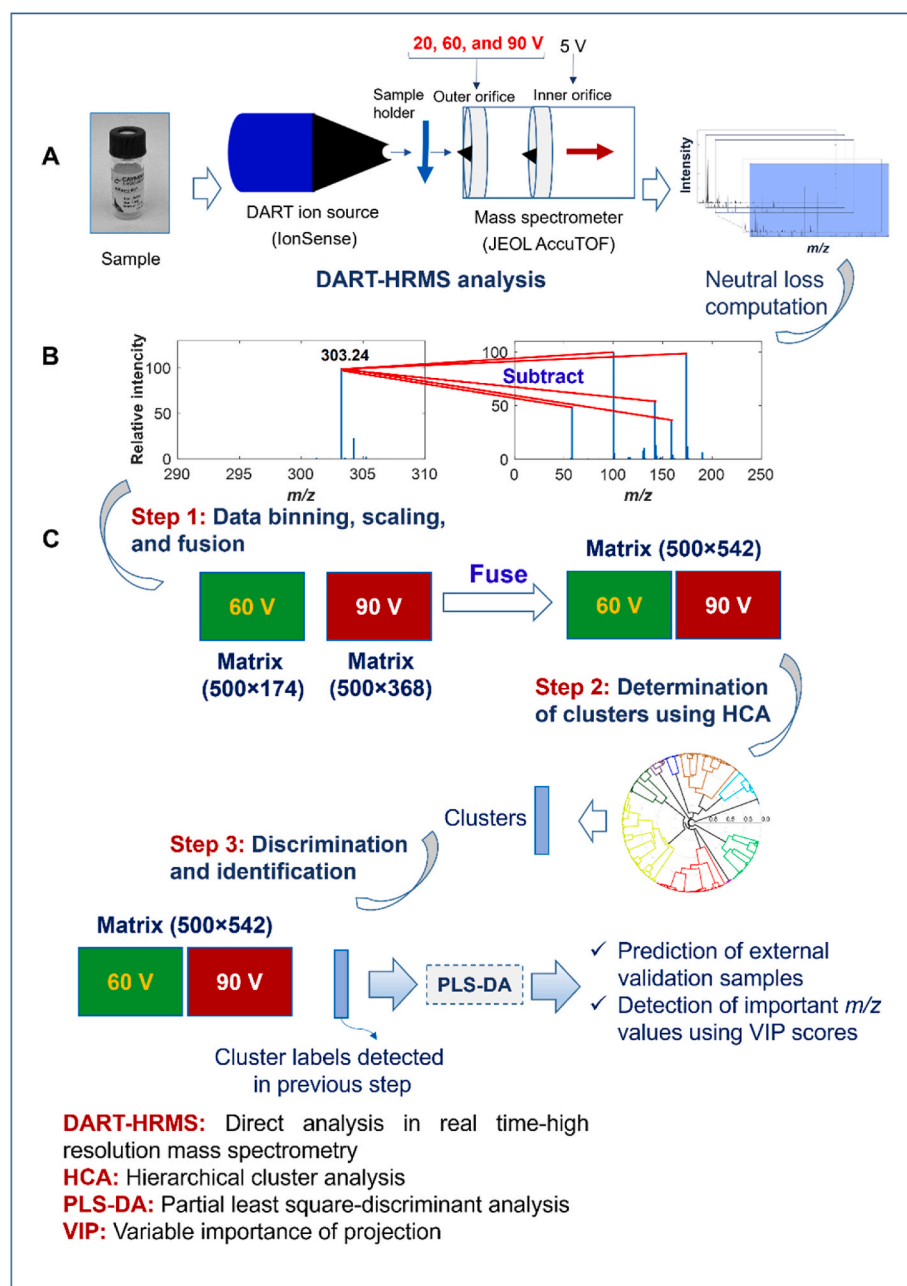 20, 60, and 90 V
5 V
Sample
holder
Outer orifice
Inner orifice
A
DART ion source
(IonSense)
Mass spectrometer
(JEOL AccuTOF)
Intensity
m/z
Sample
DART-HRMS analysis
Neutral loss
computation
B
Relative intencity
100
50
0
303.24
290
295
300
305
310
m/z
100
50
0
Subtract
0
50
100
150
200
250
m/z
Step 1: Data binning, scaling,
and fusion
C
60 V
90 V
Fuse
Matrix (500×542)
60 V
90 V
Matrix
(500×174)
Matrix
(500×368)
Step 2: Determination
of clusters using HCA
Clusters
Step 3: Discrimination
and identification
Matrix (500×542)
60 V
90 V
PLS-DA
✓ Prediction of external
validation samples
✓ Detection of important m/z
values using VIP scores
Cluster labels detected
in previous step
DART-HRMS: Direct analysis in real time-high
resolution mass spectrometry
HCA: Hierarchical cluster analysis
PLS-DA: Partial least square-discriminant analysis
VIP: Variable importance of projection